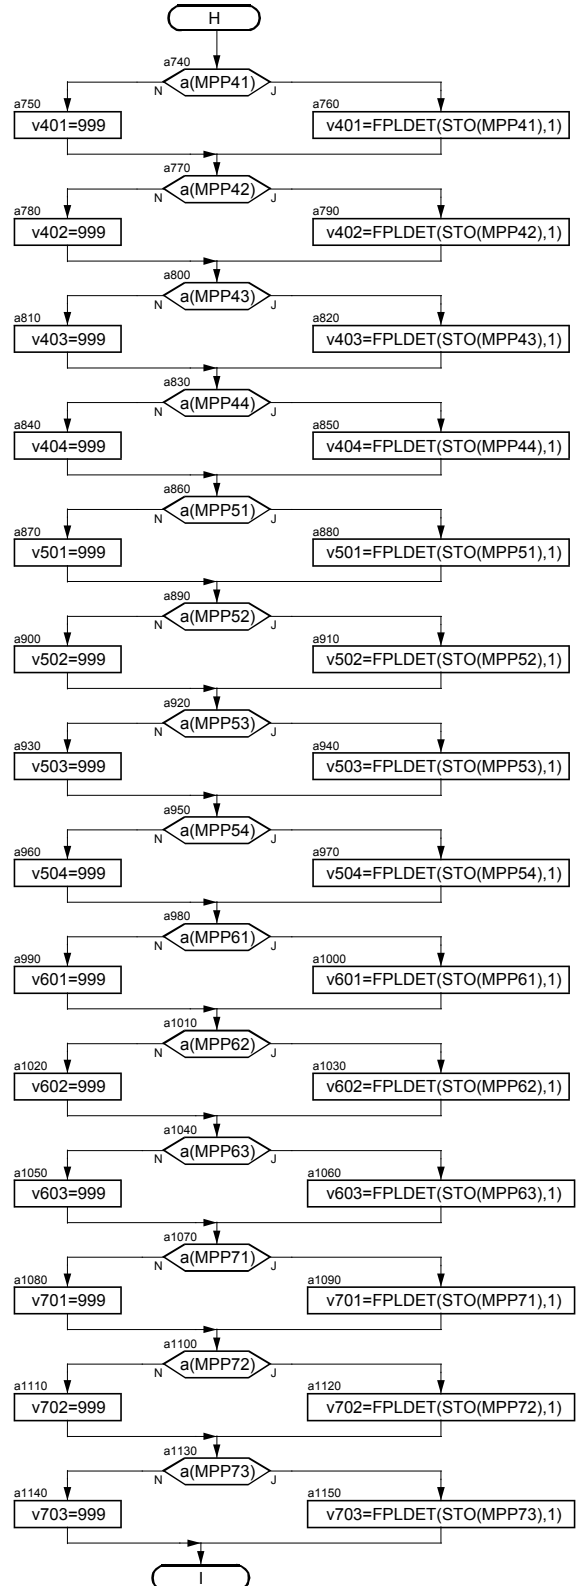 H
a740
a(MPP41)
N J
a750 a760
v401=999 v401=FPLDET(STO(MPP41),1)
a770
a(MPP42)
N J
a780 a790
v402=999 v402=FPLDET(STO(MPP42),1)
a800
a(MPP43)
N J
a810 a820
v403=999 v403=FPLDET(STO(MPP43),1)
a830
a(MPP44)
N J
a840 a850
v404=999 v404=FPLDET(STO(MPP44),1)
a860
a(MPP51)
N J
a870 a880
v501=999 v501=FPLDET(STO(MPP51),1)
a890
a(MPP52)
N J
a900 a910
v502=999 v502=FPLDET(STO(MPP52),1)
a920
a(MPP53)
N J
a930 a940
v503=999 v503=FPLDET(STO(MPP53),1)
a950
a(MPP54)
N J
a960 a970
v504=999 v504=FPLDET(STO(MPP54),1)
a980
a(MPP61)
N J
a990 a1000
v601=999 v601=FPLDET(STO(MPP61),1)
a1010
a(MPP62)
N J
a1020 a1030
v602=999 v602=FPLDET(STO(MPP62),1)
a1040
a(MPP63)
N J
a1050 a1060
v603=999 v603=FPLDET(STO(MPP63),1)
a1070
a(MPP71)
N J
a1080 a1090
v701=999 v701=FPLDET(STO(MPP71),1)
a1100
a(MPP72)
N J
a1110 a1120
v702=999 v702=FPLDET(STO(MPP72),1)
a1130
a(MPP73)
N J
a1140 a1150
v703=999 v703=FPLDET(STO(MPP73),1)
I